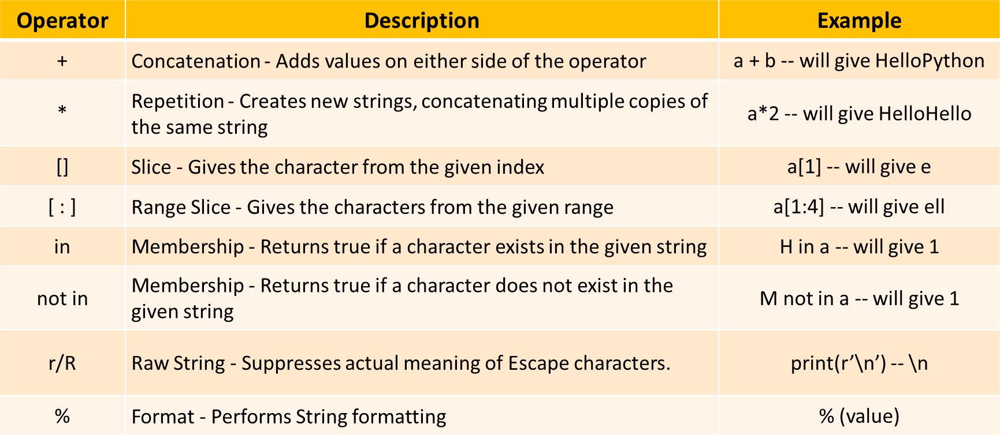 Operator Description Example
+ Concatenation - Adds values on either side of the operator a + b -- will give HelloPython
* Repetition - Creates new strings, concatenating multiple copies of
the same string a*2 -- will give HelloHello
[] Slice - Gives the character from the given index a[1] -- will give e
[ : ] Range Slice - Gives the characters from the given range a[1:4] -- will give ell
in Membership - Returns true if a character exists in the given string H in a -- will give 1
not in Membership - Returns true if a character does not exist in the
given string M not in a -- will give 1
r/R Raw String - Suppresses actual meaning of Escape characters. print(r’\n’) -- \n
% Format - Performs String formatting % (value)